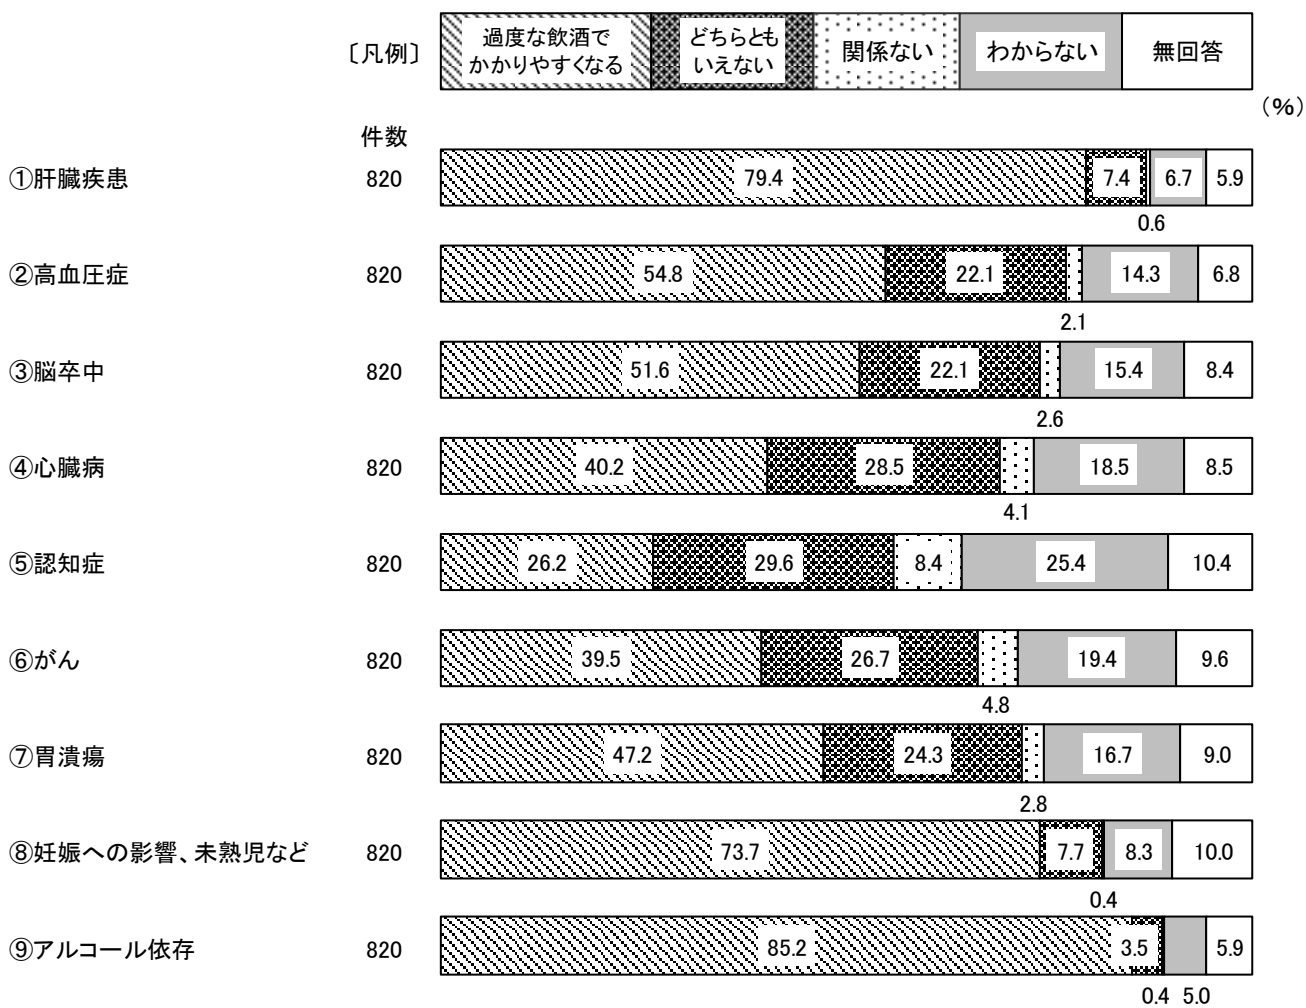 〔凡例〕
過度な飲酒で
かかりやすくなる
どちらとも
いえない
関係ない
わからない
無回答
（%）
件数
①肝臓疾患 820 79.4 7.4 6.7 5.9
0.6
②高血圧症 820 54.8 22.1 14.3 6.8
2.1
③脳卒中 820 51.6 22.1 15.4 8.4
2.6
④心臓病 820 40.2 28.5 18.5 8.5
4.1
⑤認知症 820 26.2 29.6 8.4 25.4 10.4
⑥がん 820 39.5 26.7 19.4 9.6
4.8
⑦胃潰瘍 820 47.2 24.3 16.7 9.0
2.8
⑧妊娠への影響、未熟児など 820 73.7 7.7 8.3 10.0
0.4
⑨アルコール依存 820 85.2 3.5 5.9
0.4 5.0